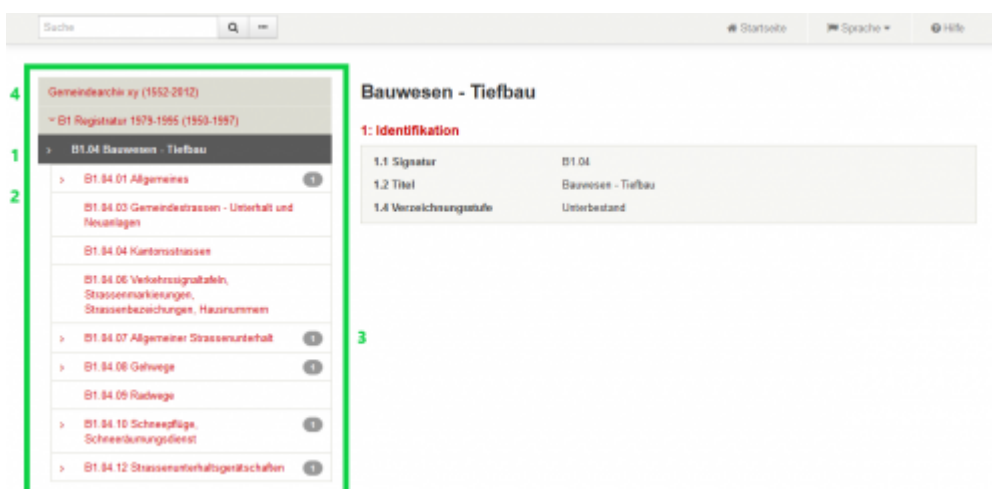 Suche
Startseite
Sprache
Hilfe
4
Gemeindearchiv xy (1552-2012)
B1 Registratur 1979-1995 (1950-1997)
1
B1.04 Bauwesen - Tiefbau
2
B1.04.01 Allgemeines 1
B1.04.03 Gemeindestrassen - Unterhalt und
Neuanlagen
B1.04.04 Kantonsstrassen
B1.04.06 Verkehrssignaltafeln,
Strassenmarkierungen,
Strassenbezeichungen, Hausnummern
B1.04.07 Allgemeiner Strassenunterhalt 1
3
B1.04.08 Gehwege 1
B1.04.09 Radwege
B1.04.10 Schneepflüge, 1
Schneeräumungsdienst
B1.04.12 Strassenunterhaltsgerätschaften 1
Bauwesen - Tiefbau
1: Identifikation
1.1 Signatur B1.04
1.2 Titel Bauwesen - Tiefbau
1.4 Verzeichnungsstufe Unterbestand